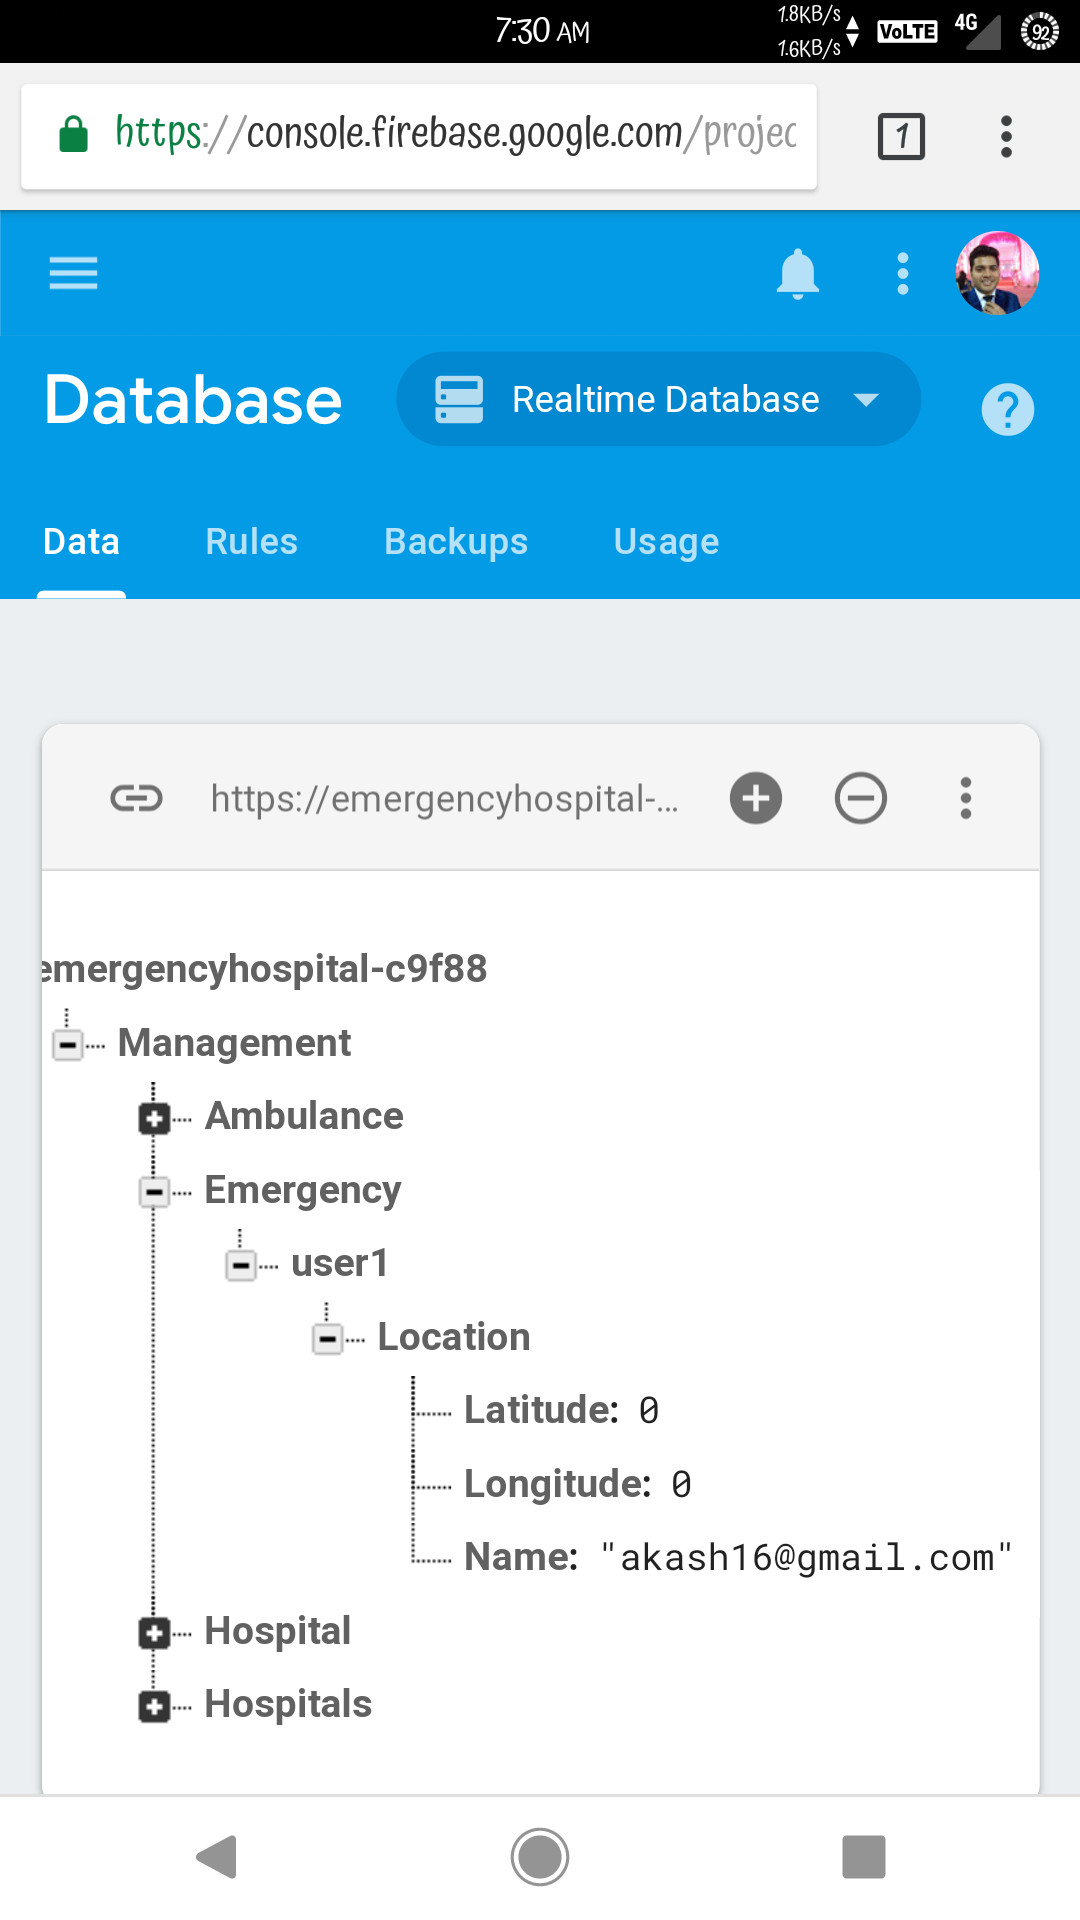 7:30 AM
1.8KB/s
1.6KB/s
VoLTE
4G
92
https://console.firebase.google.com/projec
1
Database
Realtime Database
?
Data Rules Backups Usage
https://emergencyhospital-...
emergencyhospital-c9f88
Management
Ambulance
Emergency
user1
Location
Latitude: 0
Longitude: 0
Name: "akash16@gmail.com"
Hospital
Hospitals